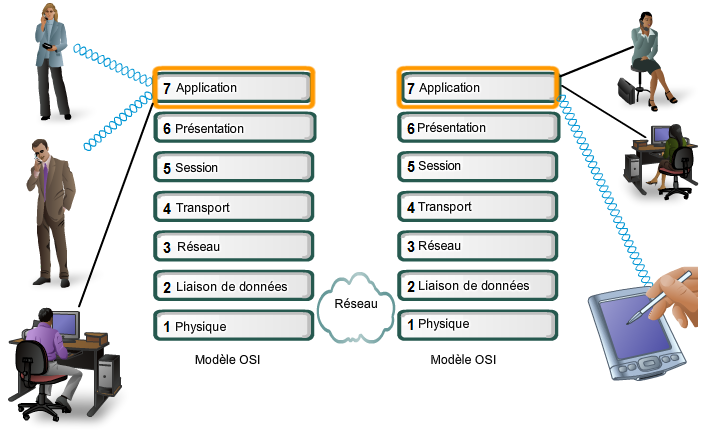 7 Application
6 Présentation
5 Session
4 Transport
3 Réseau
2 Liaison de données
1 Physique
Modèle OSI
Réseau
7 Application
6 Présentation
5 Session
4 Transport
3 Réseau
2 Liaison de données
1 Physique
Modèle OSI